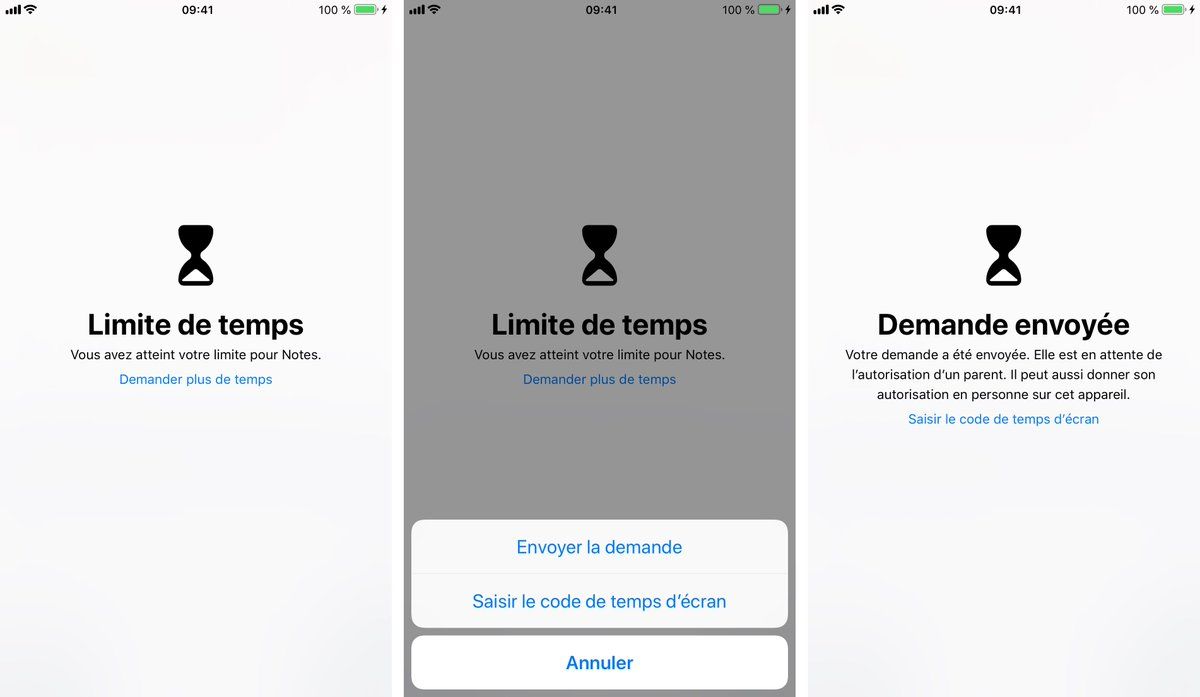 09:41
100 %
Limite de temps
Vous avez atteint votre limite pour Notes.
Demander plus de temps
09:41
100 %
Limite de temps
Vous avez atteint votre limite pour Notes.
Demander plus de temps
Envoyer la demande
Saisir le code de temps d’écran
Annuler
09:41
100 %
Demande envoyée
Votre demande a été envoyée. Elle est en attente de
l’autorisation d’un parent. Il peut aussi donner son
autorisation en personne sur cet appareil.
Saisir le code de temps d’écran